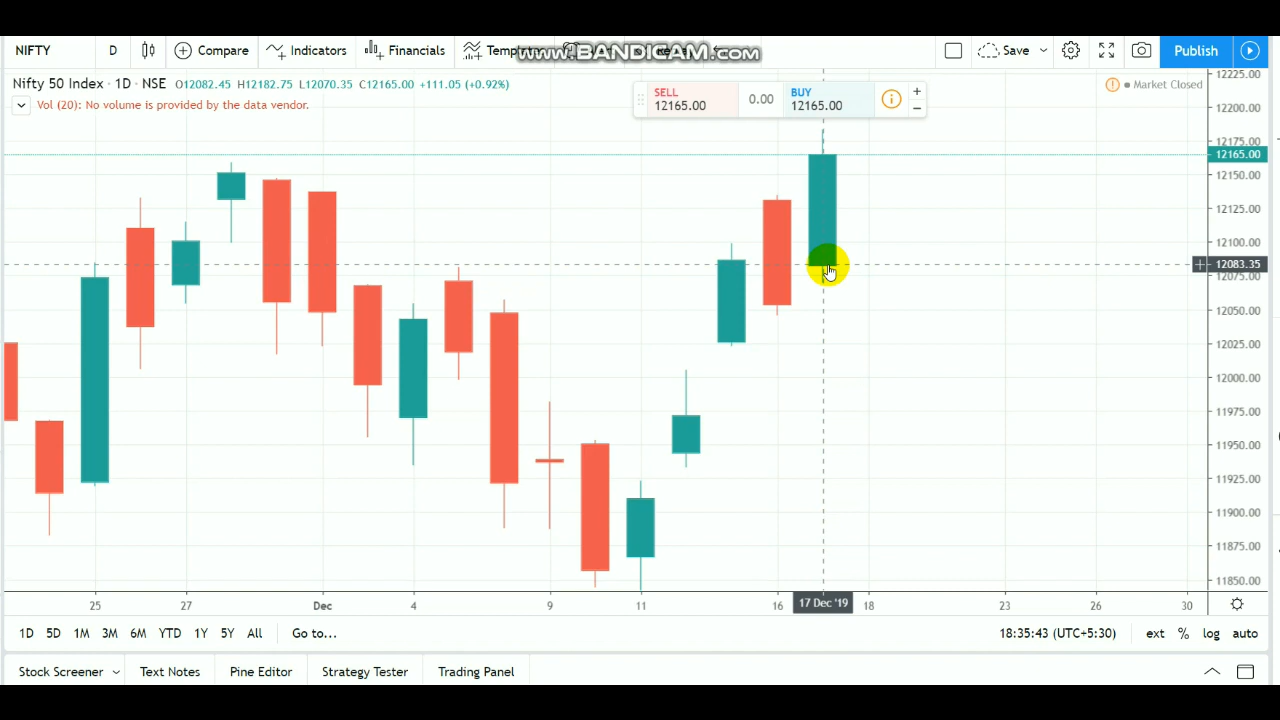 NIFTY D Compare Indicators Financials Save Publish
www.BANDICAM.com
Nifty 50 Index · 1D · NSE O12082.45 H12182.75 L12070.35 C12165.00 +111.05 (+0.92%)
Vol (20): No volume is provided by the data vendor.
SELL
12165.00
0.00
BUY
12165.00
Market Closed
12225.00
12200.00
12175.00
12165.00
12150.00
12125.00
12100.00
12083.35
12075.00
12050.00
12025.00
12000.00
11975.00
11950.00
11925.00
11900.00
11875.00
11850.00
25 27 Dec 4 9 11 16 17 Dec '19 18 23 26 30
1D 5D 1M 3M 6M YTD 1Y 5Y All Go to... 18:35:43 (UTC+5:30) ext % log auto
Stock Screener Text Notes Pine Editor Strategy Tester Trading Panel